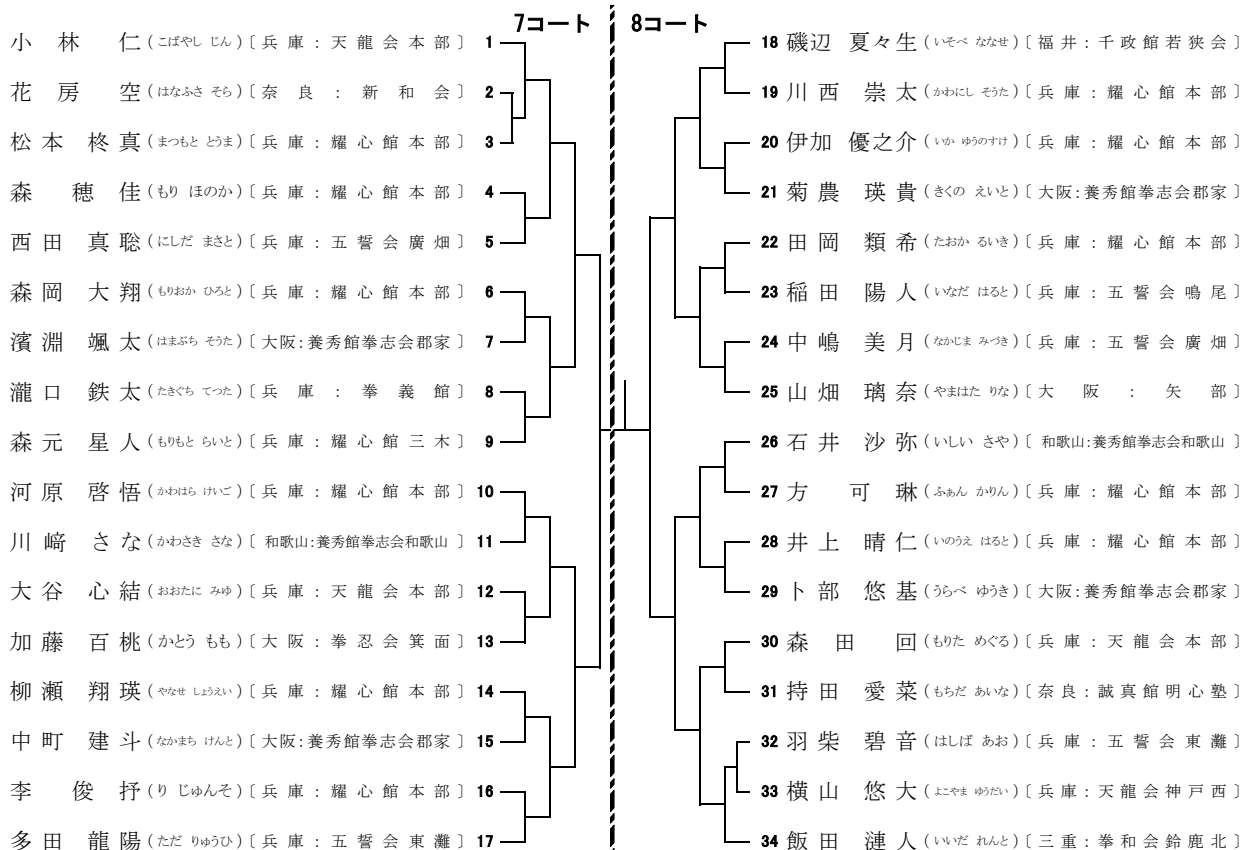 7コート
小林 仁(こばやし じん)〔兵庫:天龍会本部〕 1
花房 空(はなふさ そら)〔奈良:新和会〕 2
松本 柊真(まつもと とうま)〔兵庫:耀心館本部〕 3
森 穂佳(もり ほのか)〔兵庫:耀心館本部〕 4
西田 真聡(にしだ まさと)〔兵庫:五誓会廣畑〕 5
森岡 大翔(もりおか ひろと)〔兵庫:耀心館本部〕 6
濱淵 颯太(はまぶち そうた)〔大阪:養秀館拳志会郡家〕 7
瀧口 鉄太(たきぐち てつた)〔兵庫:拳義館〕 8
森元 星人(もりもと らいと)〔兵庫:耀心館三木〕 9
河原 啓悟(かわはら けいご)〔兵庫:耀心館本部〕 10
川﨑 さな(かわさき さな)〔和歌山:養秀館拳志会和歌山〕 11
大谷 心結(おおたに みゆ)〔兵庫:天龍会本部〕 12
加藤 百桃(かとう もも)〔大阪:拳忍会箕面〕 13
柳瀬 翔瑛(やなせ しょうえい)〔兵庫:耀心館本部〕 14
中町 建斗(なかまち けんと)〔大阪:養秀館拳志会郡家〕 15
李 俊抒(り じゅんそ)〔兵庫:耀心館本部〕 16
多田 龍陽(ただ りゅうひ)〔兵庫:五誓会東灘〕 17
8コート
18 磯辺 夏々生(いそべ ななせ)〔福井:千政館若狭会〕
19 川西 崇太(かわにし そうた)〔兵庫:耀心館本部〕
20 伊加 優之介(いか ゆうのすけ)〔兵庫:耀心館本部〕
21 菊農 瑛貴(きくの えいと)〔大阪:養秀館拳志会郡家〕
22 田岡 類希(たおか るいき)〔兵庫:耀心館本部〕
23 稲田 陽人(いなだ はると)〔兵庫:五誓会鳴尾〕
24 中嶋 美月(なかじま みづき)〔兵庫:五誓会廣畑〕
25 山畑 璃奈(やまはた りな)〔大阪:矢部〕
26 石井 沙弥(いしい さや)〔和歌山:養秀館拳志会和歌山〕
27 方 可琳(ふぁん かりん)〔兵庫:耀心館本部〕
28 井上 晴仁(いのうえ はると)〔兵庫:耀心館本部〕
29 卜部 悠基(うらべ ゆうき)〔大阪:養秀館拳志会郡家〕
30 森田 回(もりた めぐる)〔兵庫:天龍会本部〕
31 持田 愛菜(もちだ あいな)〔奈良:誠真館明心塾〕
32 羽柴 碧音(はしば あお)〔兵庫:五誓会東灘〕
33 横山 悠大(よこやま ゆうだい)〔兵庫:天龍会神戸西〕
34 飯田 漣人(いいだ れんと)〔三重:拳和会鈴鹿北〕